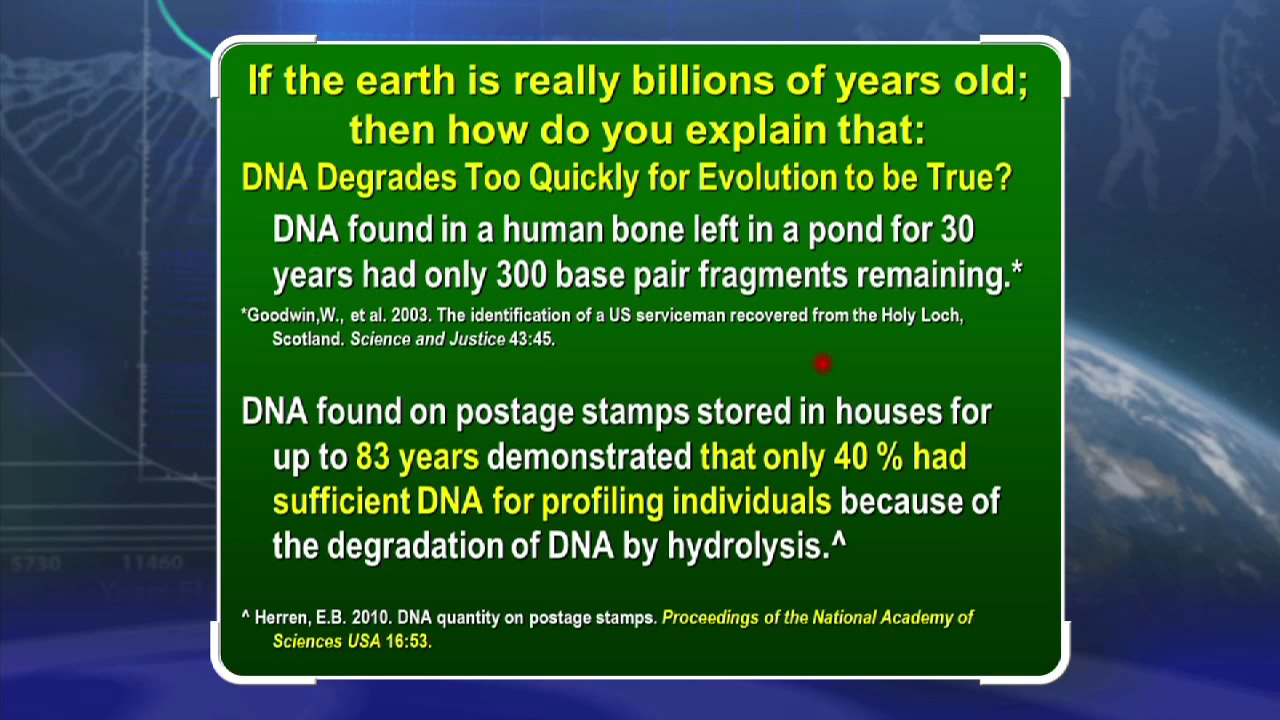 If the earth is really billions of years old;
then how do you explain that:
DNA Degrades Too Quickly for Evolution to be True?
DNA found in a human bone left in a pond for 30
years had only 300 base pair fragments remaining.*
*Goodwin,W., et al. 2003. The identification of a US serviceman recovered from the Holy Loch,
Scotland. Science and Justice 43:45.
DNA found on postage stamps stored in houses for
up to 83 years demonstrated that only 40 % had
sufficient DNA for profiling individuals because of
the degradation of DNA by hydrolysis.^
^ Herren, E.B. 2010. DNA quantity on postage stamps. Proceedings of the National Academy of
Sciences USA 16:53.
5730 11460